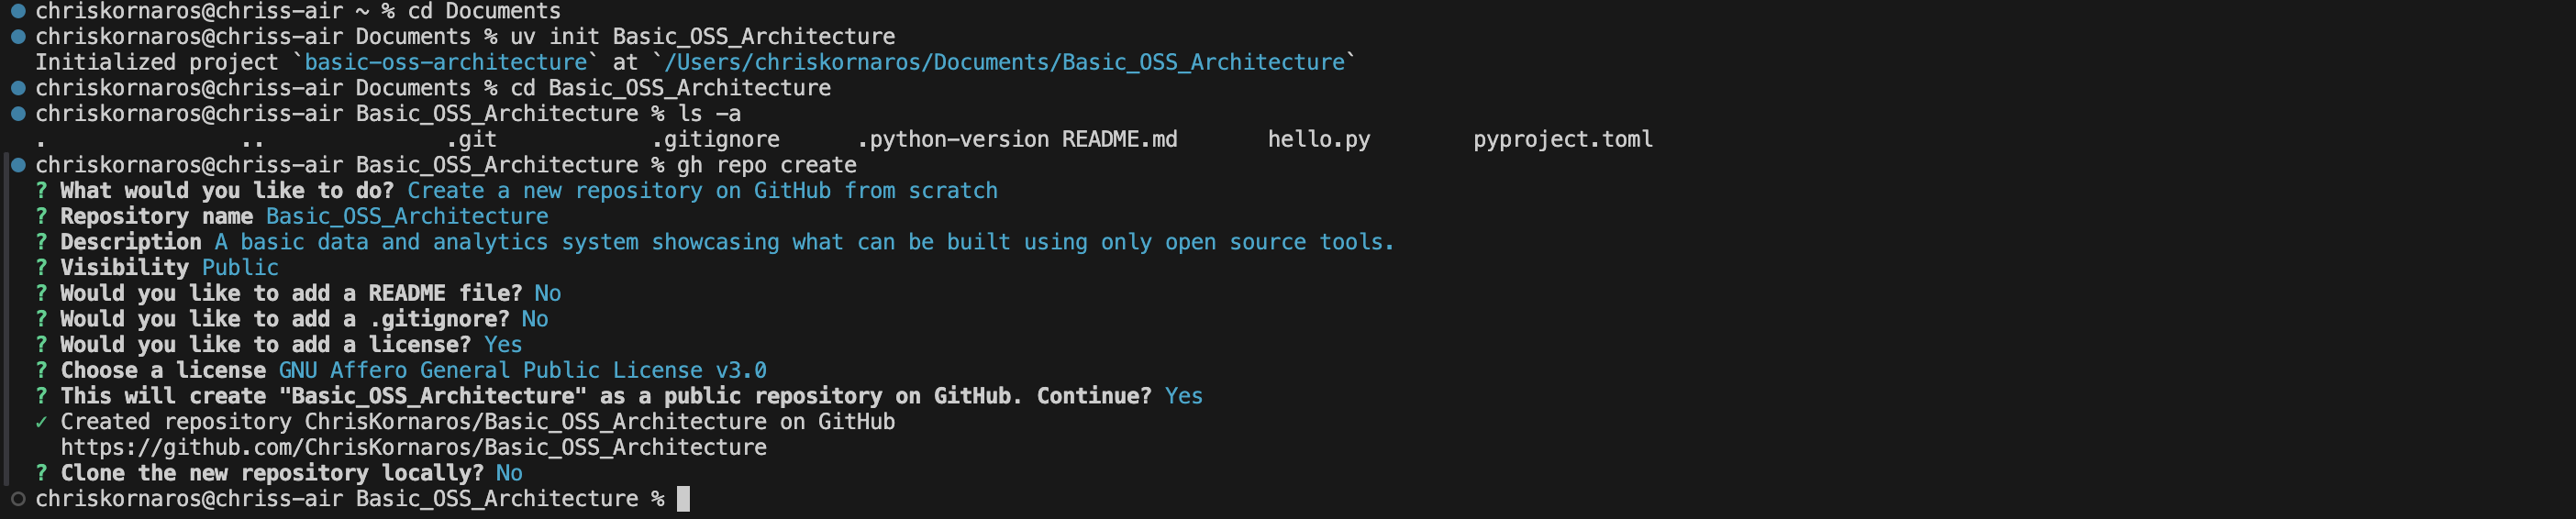 chriskornaros@chriss-air ~ % cd Documents
chriskornaros@chriss-air Documents % uv init Basic_OSS_Architecture
Initialized project `basic-oss-architecture` at `/Users/chriskornaros/Documents/Basic_OSS_Architecture`
chriskornaros@chriss-air Documents % cd Basic_OSS_Architecture
chriskornaros@chriss-air Basic_OSS_Architecture % ls -a
. .. .git .gitignore .python-version README.md hello.py pyproject.toml
chriskornaros@chriss-air Basic_OSS_Architecture % gh repo create
? What would you like to do? Create a new repository on GitHub from scratch
? Repository name Basic_OSS_Architecture
? Description A basic data and analytics system showcasing what can be built using only open source tools.
? Visibility Public
? Would you like to add a README file? No
? Would you like to add a .gitignore? No
? Would you like to add a license? Yes
? Choose a license GNU Affero General Public License v3.0
? This will create "Basic_OSS_Architecture" as a public repository on GitHub. Continue? Yes
✓ Created repository ChrisKornaros/Basic_OSS_Architecture on GitHub
https://github.com/ChrisKornaros/Basic_OSS_Architecture
? Clone the new repository locally? No
chriskornaros@chriss-air Basic_OSS_Architecture %